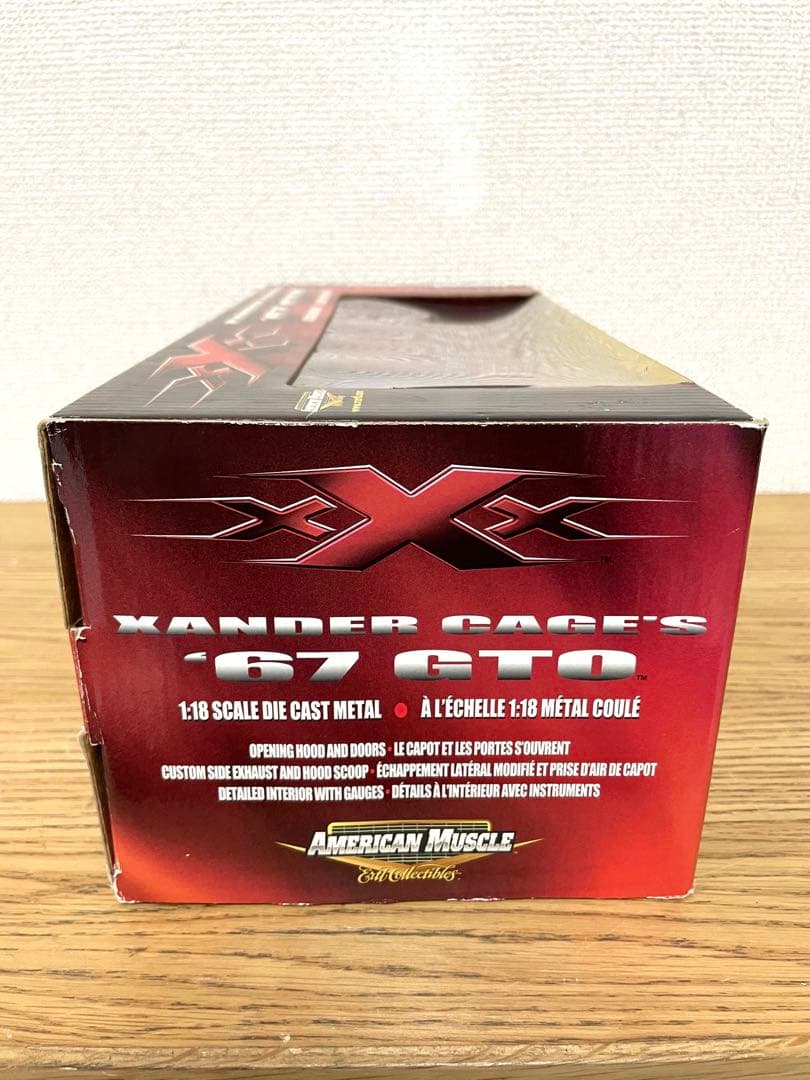 xXx
XANDER CAGE'S
'67 GTO™
1:18 SCALE DIE CAST METAL • À L'ÉCHELLE 1:18 MÉTAL COULÉ
OPENING HOOD AND DOORS • LE CAPOT ET LES PORTES S'OUVRENT
CUSTOM SIDE EXHAUST AND HOOD SCOOP • ÉCHAPPEMENT LATÉRAL MODIFIÉ ET PRISE D'AIR DE CAPOT
DETAILED INTERIOR WITH GAUGES • DÉTAILS À L'INTÉRIEUR AVEC INSTRUMENTS
AMERICAN MUSCLE
Ertl Collectibles